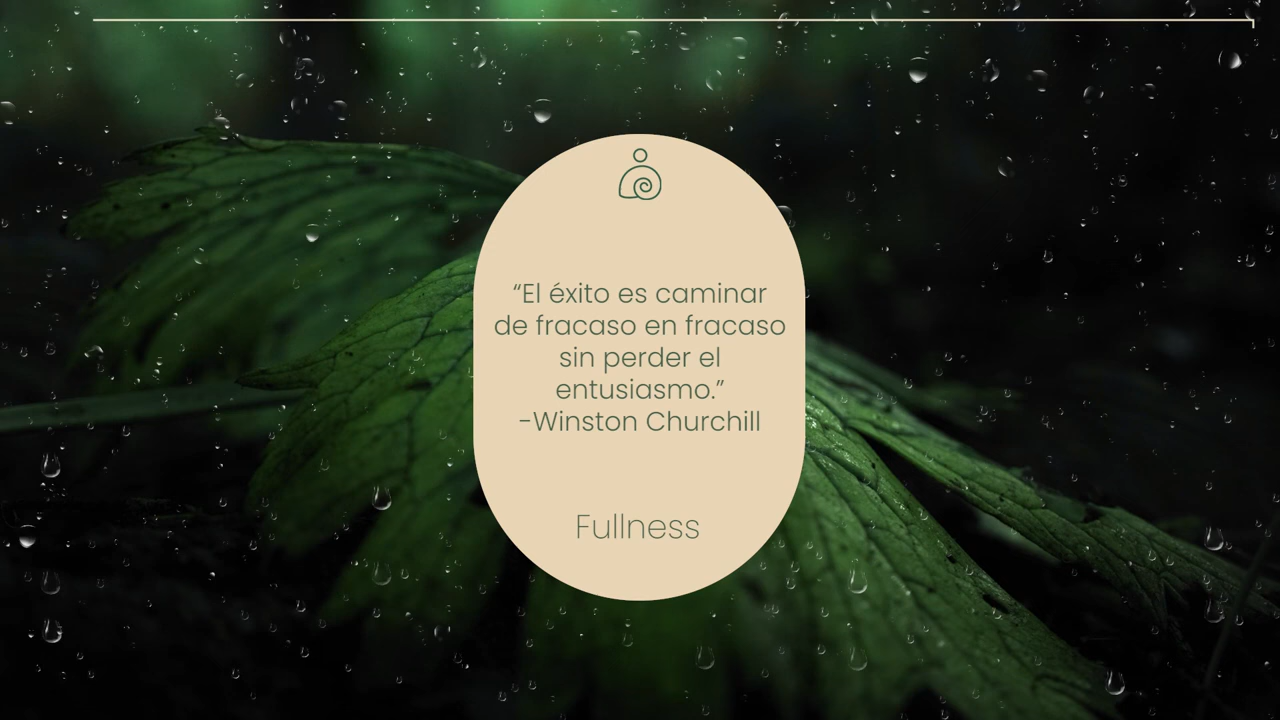 “El éxito es caminar
de fracaso en fracaso
sin perder el
entusiasmo.”
-Winston Churchill
Fullness